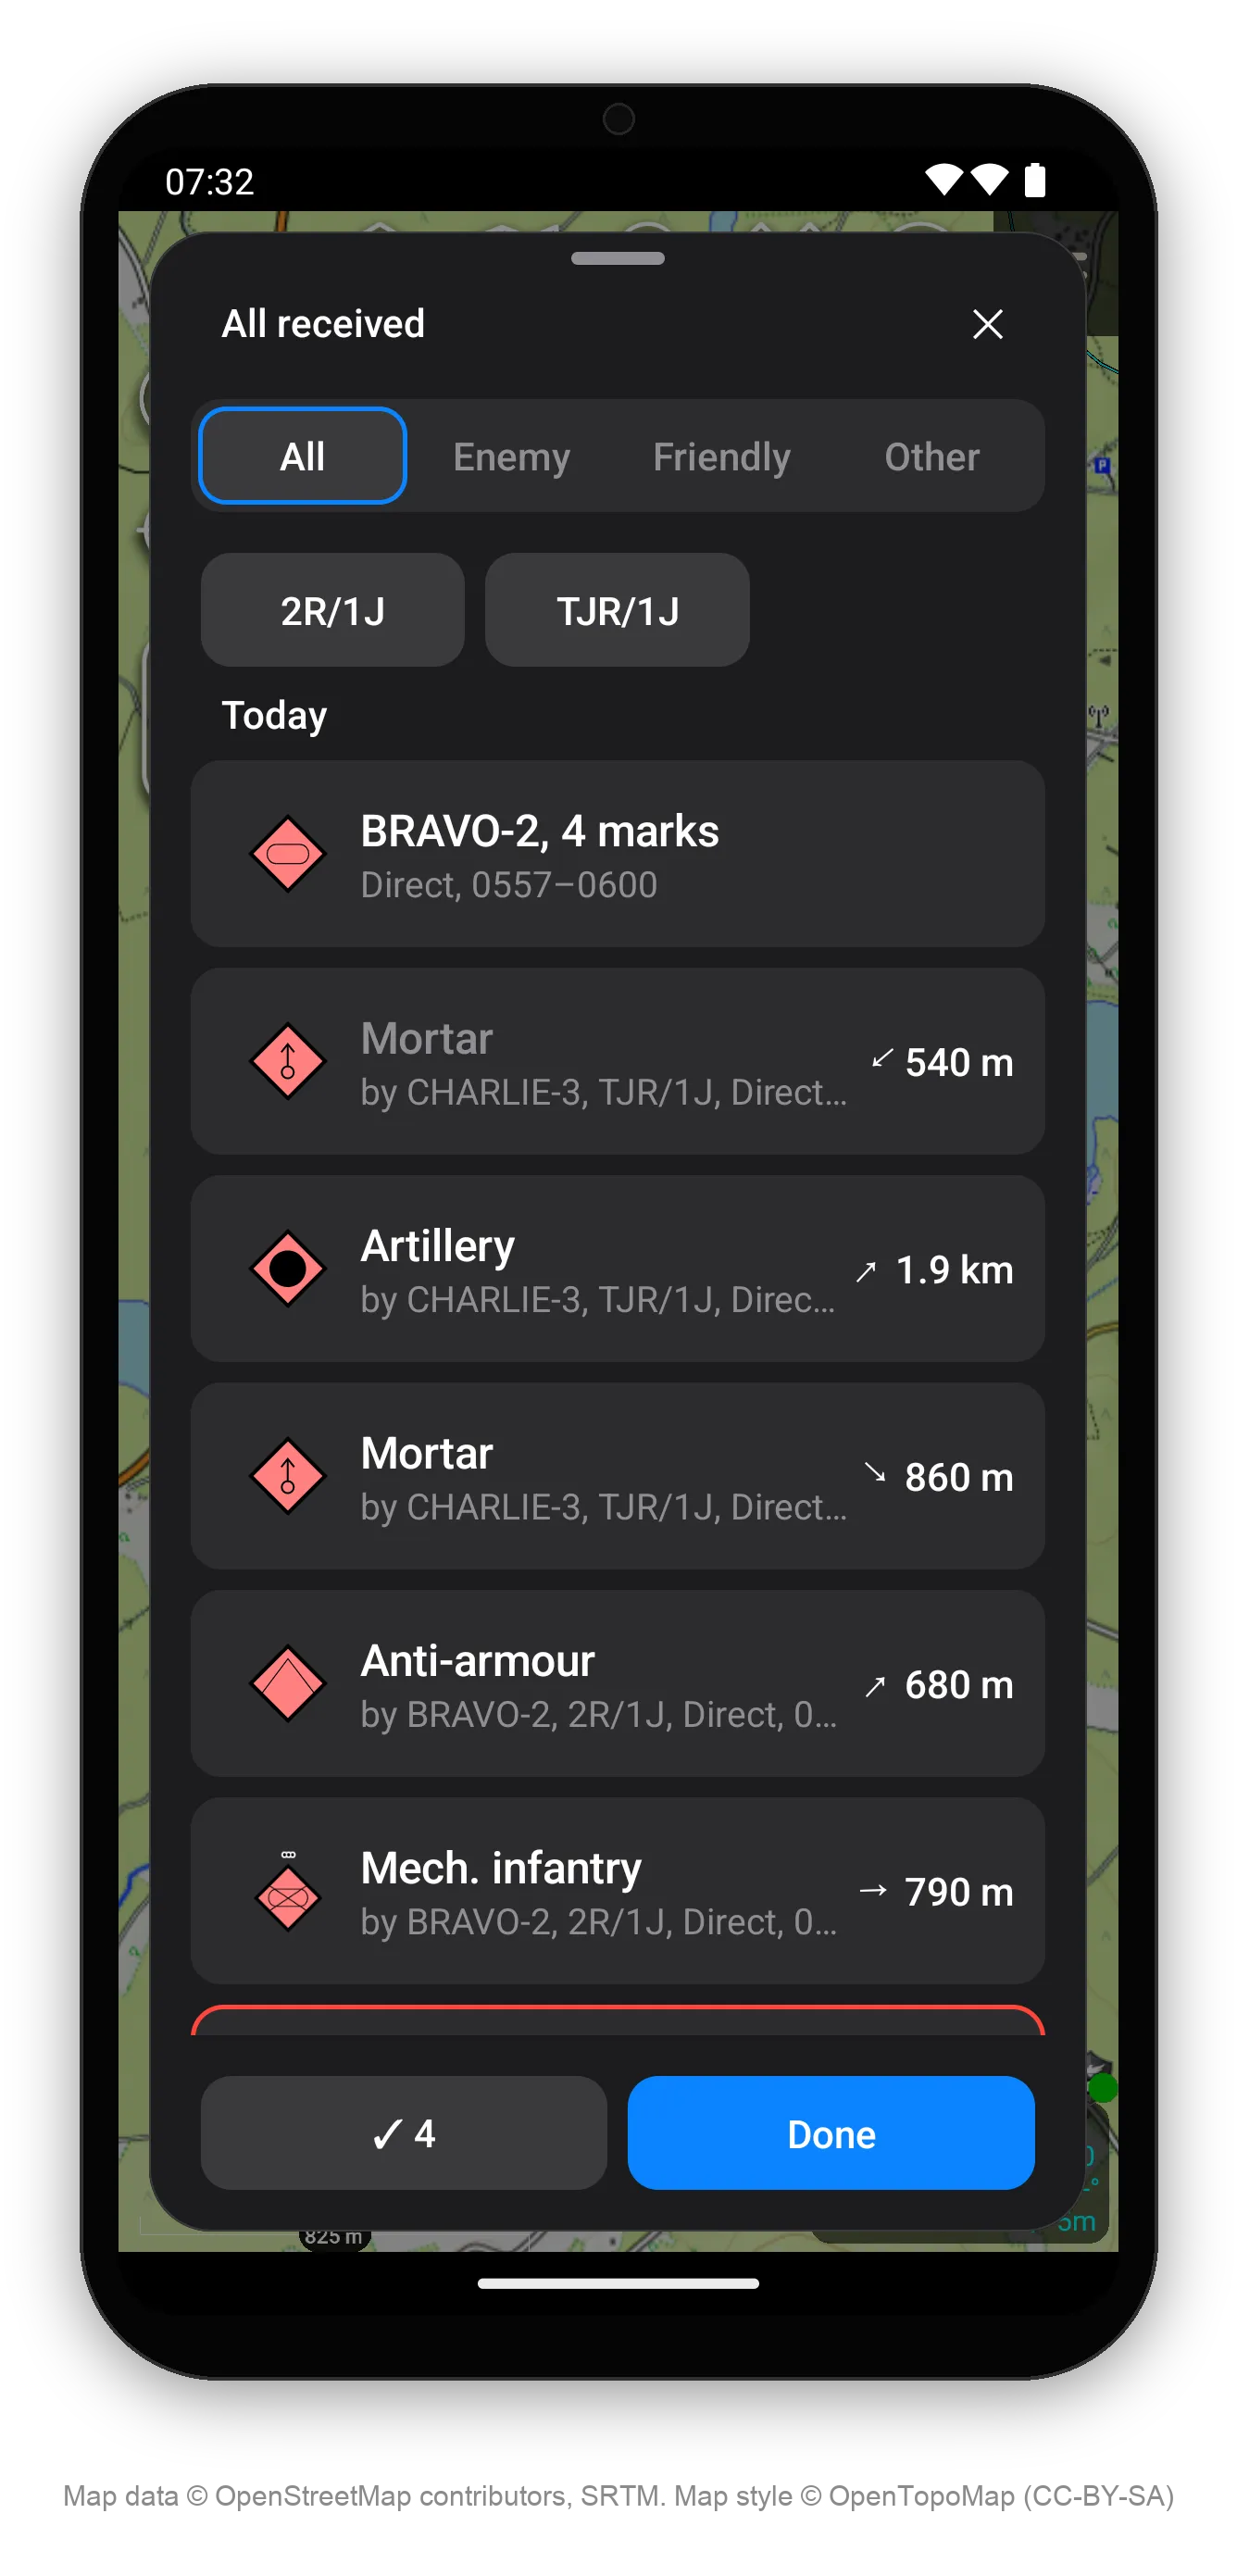 07:32
All received
All Enemy Friendly Other
2R/1J TJR/1J
Today
BRAVO-2, 4 marks
Direct, 0557–0600
Mortar
by CHARLIE-3, TJR/1J, Direct...
↙ 540 m
Artillery
by CHARLIE-3, TJR/1J, Direc...
↗ 1.9 km
Mortar
by CHARLIE-3, TJR/1J, Direct...
↘ 860 m
Anti-armour
by BRAVO-2, 2R/1J, Direct, 0...
↗ 680 m
Mech. infantry
by BRAVO-2, 2R/1J, Direct, 0...
→ 790 m
✓ 4
Done
825 m
5m
Map data © OpenStreetMap contributors, SRTM. Map style © OpenTopoMap (CC-BY-SA)